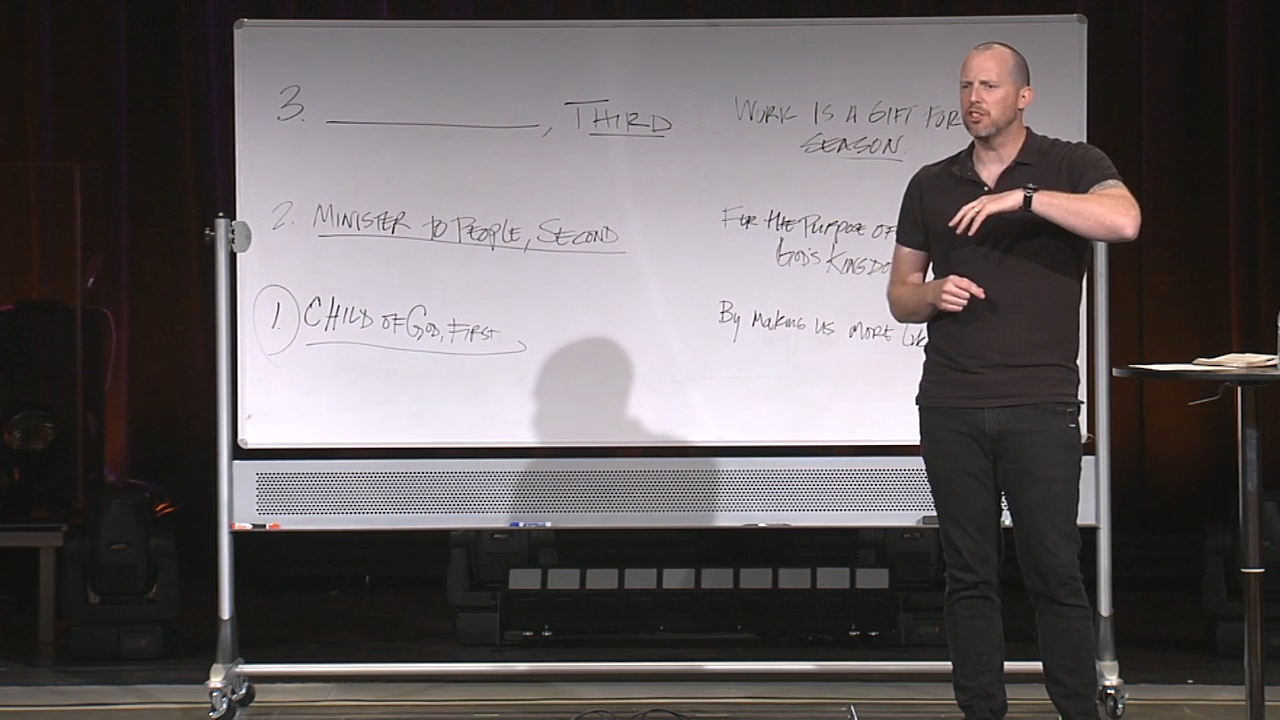 3. ____________, THIRD
WORK IS A GIFT FOR
SEASON.
2. MINISTER TO PEOPLE, SECOND
FOR THE PURPOSE OF
GOD'S KINGDO
1. CHILD OF GOD, FIRST
By MAKING US MORE